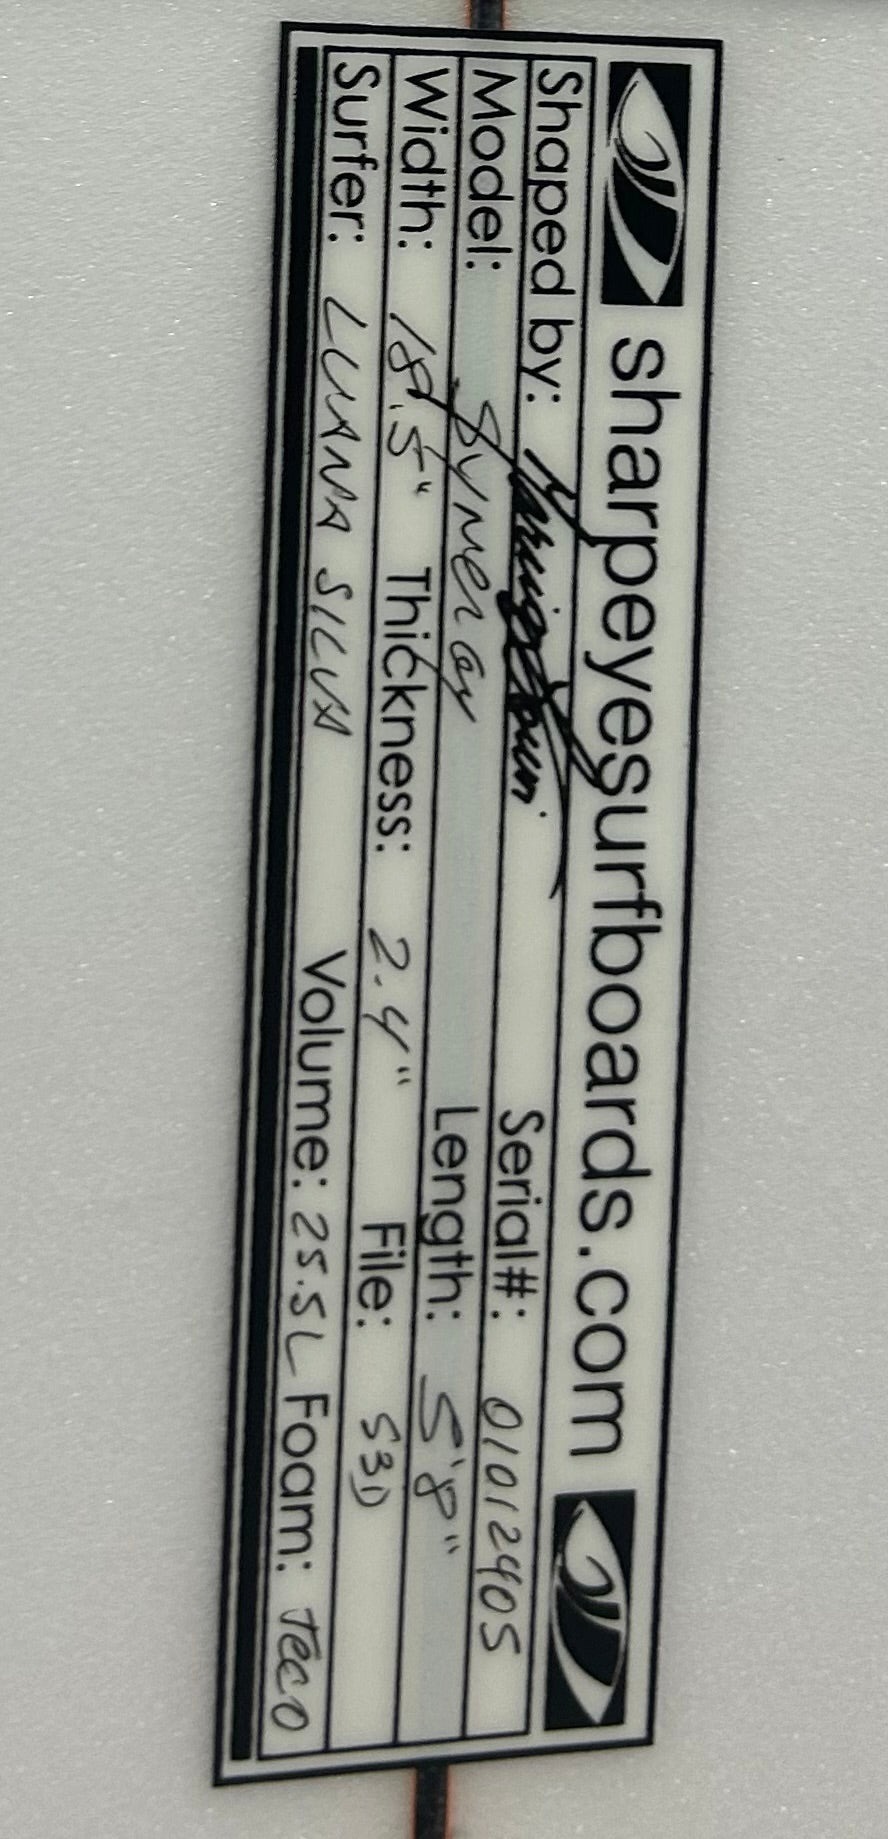 sharpeyesurfboards.com
Shaped by: Serial#: 01012405
Model: Synergy Length: 5'8"
Width: 18.5" Thickness: 2.4" File: S3D
Surfer: LUANA SILVA Volume: 25.5L Foam: Teco